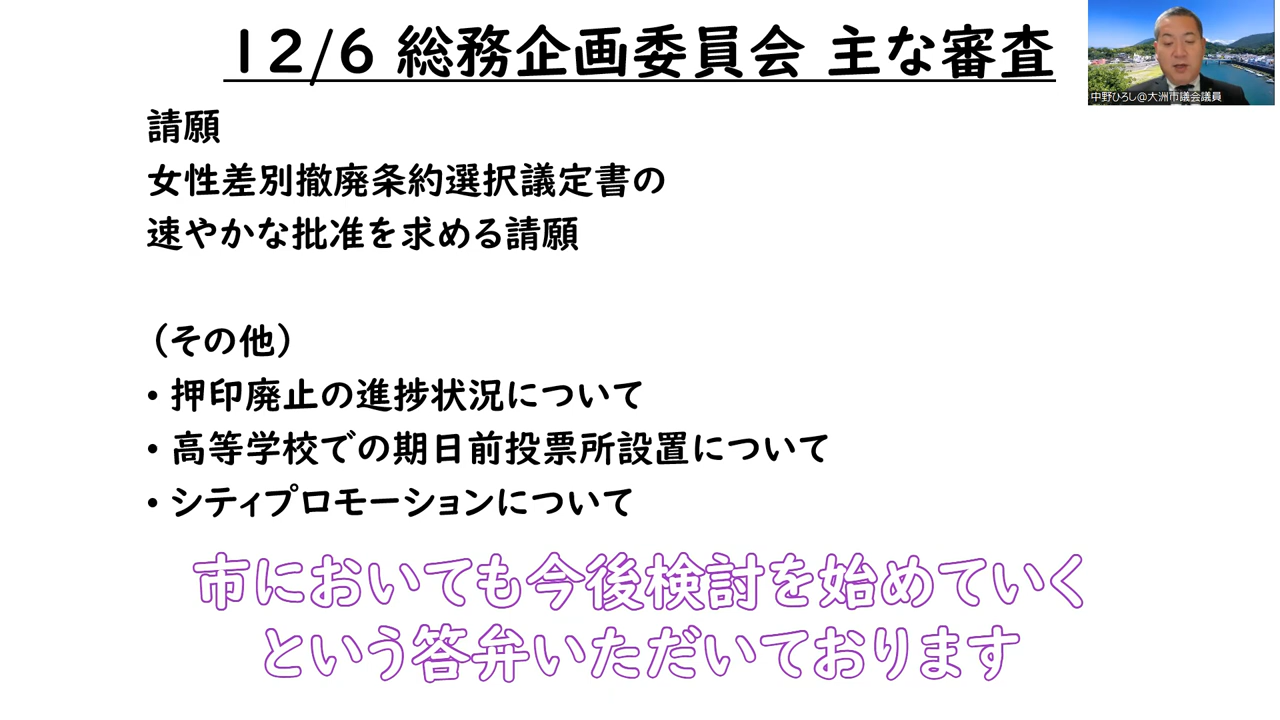 12/6 総務企画委員会 主な審査
中野ひろし@大洲市議会議員
請願
女性差別撤廃条約選択議定書の
速やかな批准を求める請願
(その他)
• 押印廃止の進捗状況について
• 高等学校での期日前投票所設置について
• シティプロモーションについて
市においても今後検討を始めていく
という答弁いただいております